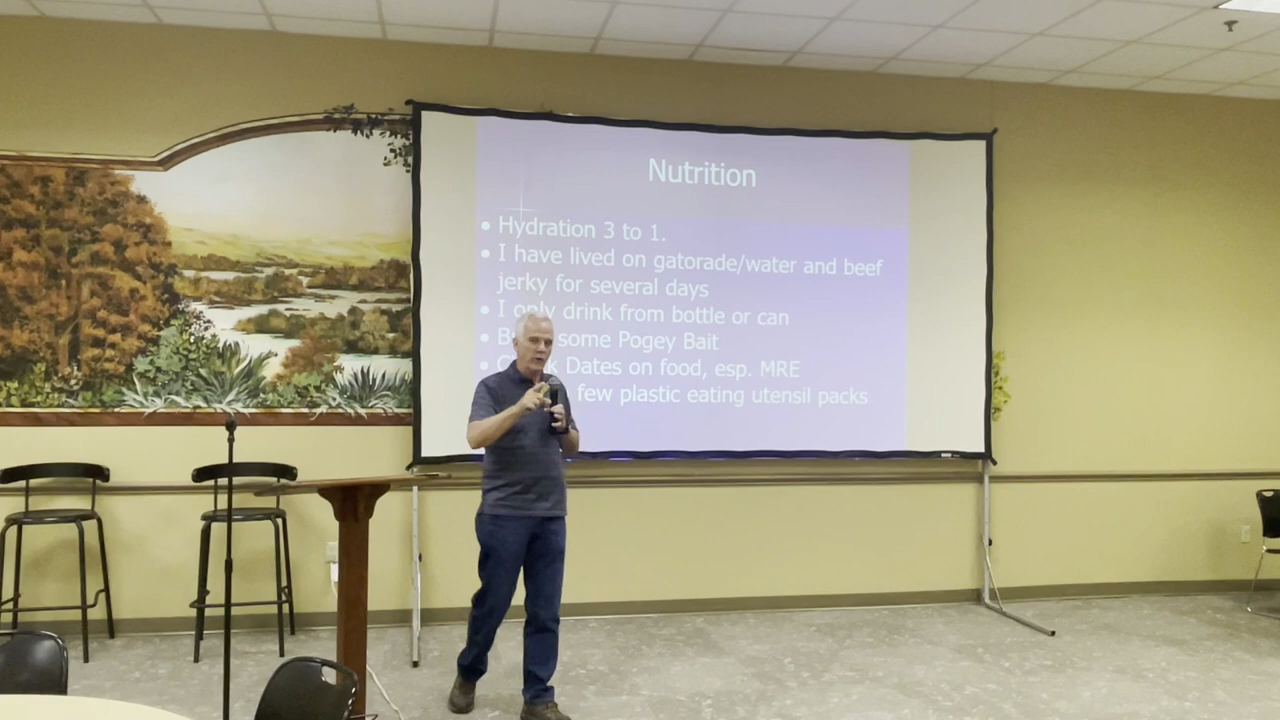 Nutrition
• Hydration 3 to 1.
• I have lived on gatorade/water and beef
jerky for several days
• I only drink from bottle or can
• some Pogey Bait
• Dates on food, esp. MRE
few plastic eating utensil packs